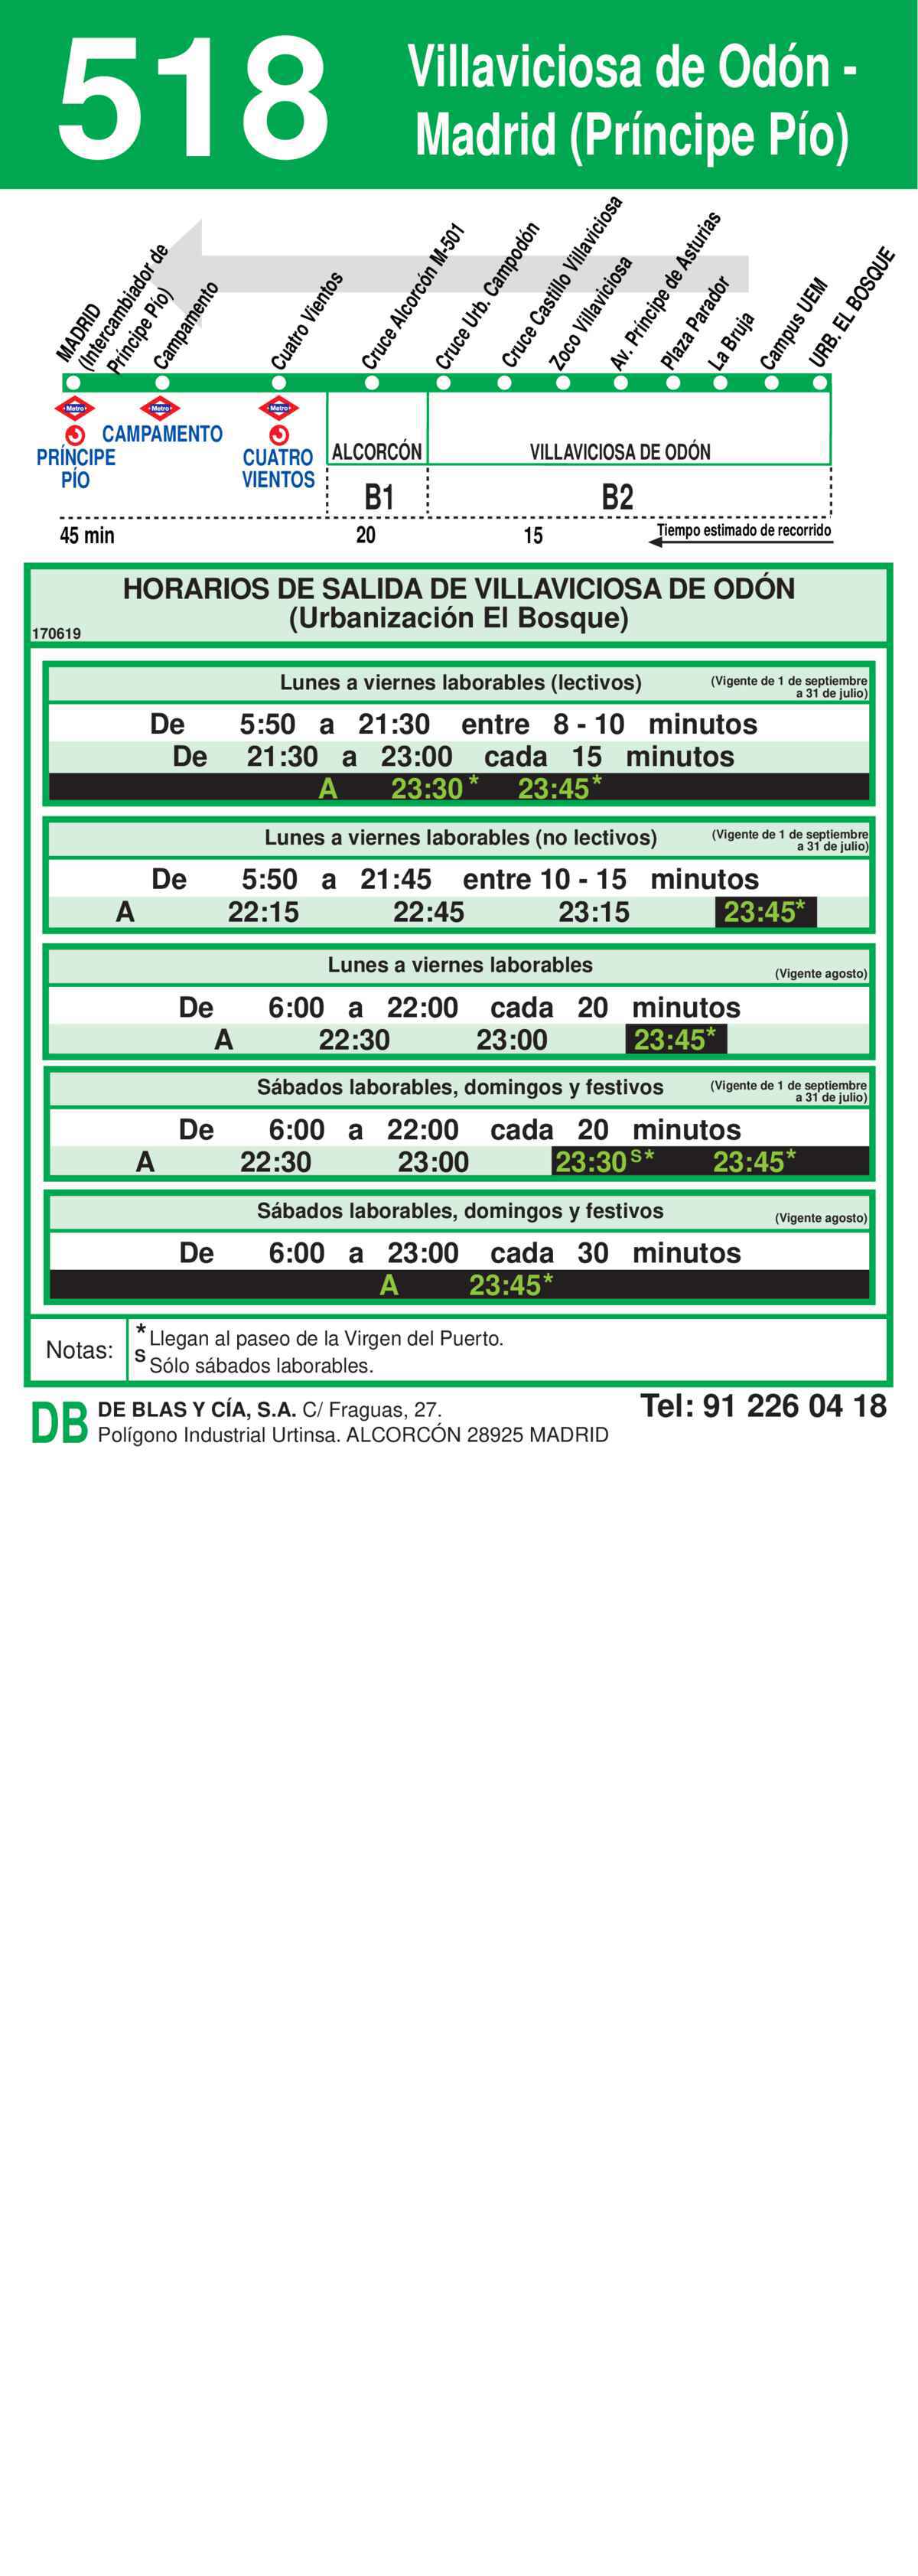 518
Villaviciosa de Odón -
Madrid (Príncipe Pío)
MADRID
(Intercambiador de
Príncipe Pío)
Campamento
Cuatro Vientos
Cruce Alcorcón M-501
Cruce Urb. Campodón
Cruce Castillo Villaviciosa
Zoco Villaviciosa
Av. Príncipe de Asturias
Plaza Parador
La Bruja
Campus UEM
URB. EL BOSQUE
Metro Metro Metro
PRÍNCIPE
PÍO
CAMPAMENTO
CUATRO
VIENTOS
ALCORCÓN
VILLAVICIOSA DE ODÓN
B1 B2
45 min 20 15 Tiempo estimado de recorrido
HORARIOS DE SALIDA DE VILLAVICIOSA DE ODÓN
(Urbanización El Bosque)
170619
Lunes a viernes laborables (lectivos) (Vigente de 1 de septiembre
a 31 de julio)
De 5:50 a 21:30 entre 8 - 10 minutos
De 21:30 a 23:00 cada 15 minutos
A 23:30* 23:45*
Lunes a viernes laborables (no lectivos) (Vigente de 1 de septiembre
a 31 de julio)
De 5:50 a 21:45 entre 10 - 15 minutos
A 22:15 22:45 23:15 23:45*
Lunes a viernes laborables (Vigente agosto)
De 6:00 a 22:00 cada 20 minutos
A 22:30 23:00 23:45*
Sábados laborables, domingos y festivos (Vigente de 1 de septiembre
a 31 de julio)
De 6:00 a 22:00 cada 20 minutos
A 22:30 23:00 23:30 S* 23:45*
Sábados laborables, domingos y festivos (Vigente agosto)
De 6:00 a 23:00 cada 30 minutos
A 23:45*
Notas:
* Llegan al paseo de la Virgen del Puerto.
S Sólo sábados laborables.
DB
DE BLAS Y CÍA, S.A. C/ Fraguas, 27.
Polígono Industrial Urtinsa. ALCORCÓN 28925 MADRID
Tel: 91 226 04 18